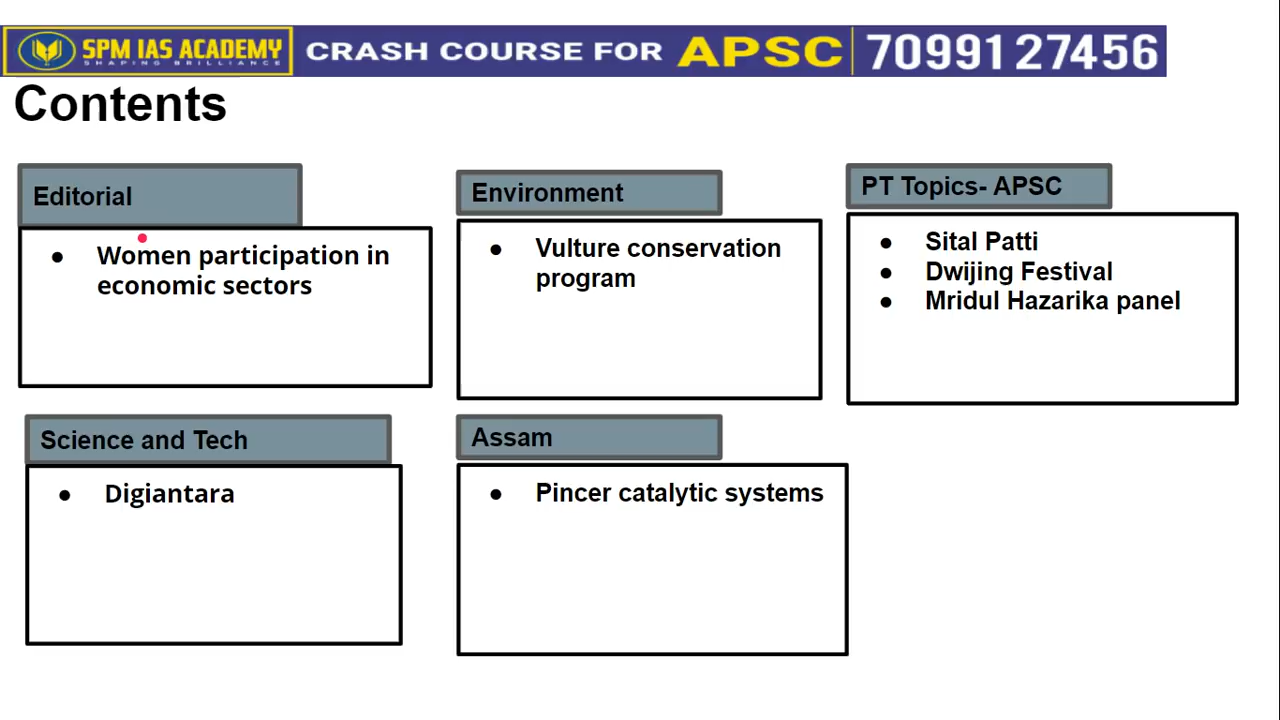 SPM IAS ACADEMY
SHAPING BRILLIANCE
CRASH COURSE FOR APSC
7099127456
Contents
Editorial
● Women participation in
economic sectors
Environment
● Vulture conservation
program
PT Topics- APSC
● Sital Patti
● Dwijing Festival
● Mridul Hazarika panel
Science and Tech
● Digiantara
Assam
● Pincer catalytic systems